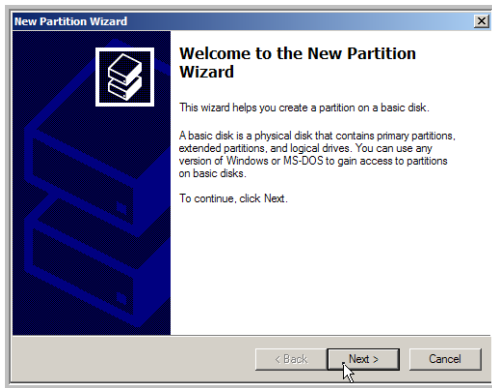 New Partition Wizard
Welcome to the New Partition
Wizard
This wizard helps you create a partition on a basic disk.
A basic disk is a physical disk that contains primary partitions,
extended partitions, and logical drives. You can use any
version of Windows or MS-DOS to gain access to partitions
on basic disks.
To continue, click Next.
< Back
Next >
Cancel